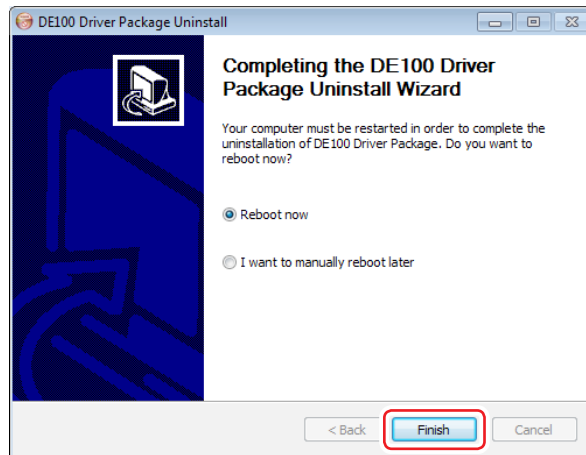 DE100 Driver Package Uninstall
Completing the DE100 Driver
Package Uninstall Wizard
Your computer must be restarted in order to complete the
uninstallation of DE100 Driver Package. Do you want to
reboot now?
Reboot now
I want to manually reboot later
< Back
Finish
Cancel